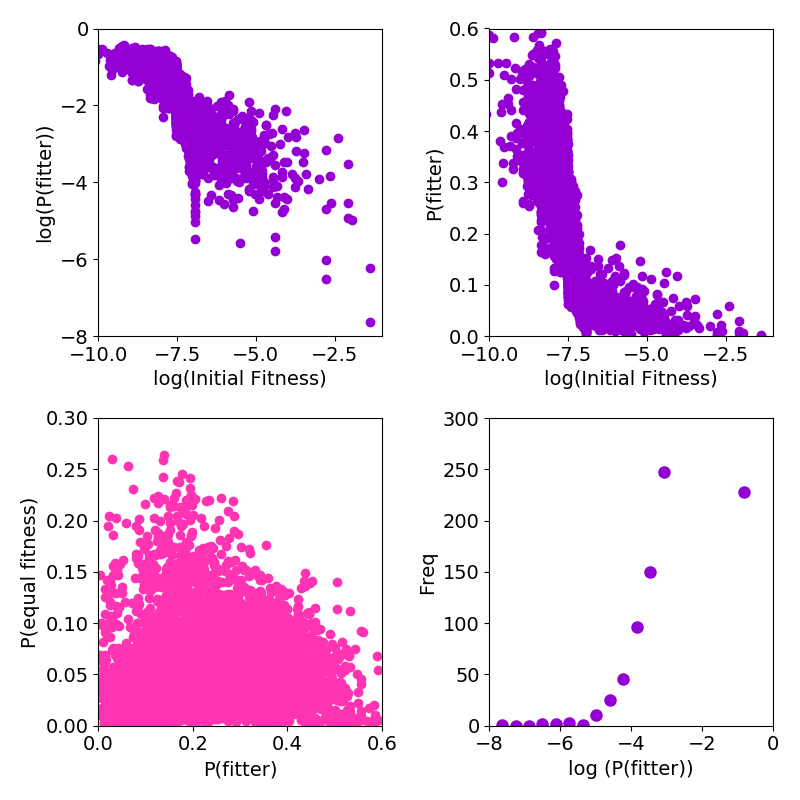 0
−2
−4
−6
−8
log(P(fitter))
−10.0 −7.5 −5.0 −2.5
log(Initial Fitness)
0.6
0.5
0.4
0.3
0.2
0.1
0.0
P(fitter)
−10.0 −7.5 −5.0 −2.5
log(Initial Fitness)
0.30
0.25
0.20
0.15
0.10
0.05
0.00
P(equal fitness)
0.0 0.2 0.4 0.6
P(fitter)
300
250
200
150
100
50
0
Freq
−8 −6 −4 −2 0
log (P(fitter))